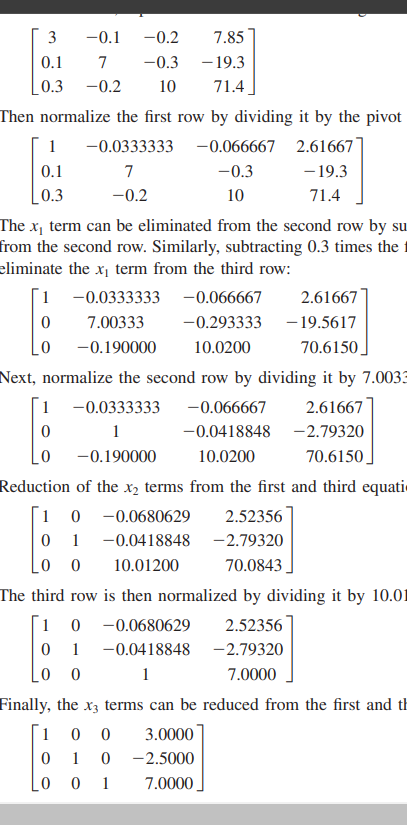 3 −0.1 −0.2 7.85
0.1 7 −0.3 −19.3
0.3 −0.2 10 71.4
Then normalize the first row by dividing it by the pivot
1 −0.0333333 −0.066667 2.61667
0.1 7 −0.3 −19.3
0.3 −0.2 10 71.4
The x₁ term can be eliminated from the second row by su
from the second row. Similarly, subtracting 0.3 times the
eliminate the x₁ term from the third row:
1 −0.0333333 −0.066667 2.61667
0 7.00333 −0.293333 −19.5617
0 −0.190000 10.0200 70.6150
Next, normalize the second row by dividing it by 7.0033
1 −0.0333333 −0.066667 2.61667
0 1 −0.0418848 −2.79320
0 −0.190000 10.0200 70.6150
Reduction of the x₂ terms from the first and third equati
1 0 −0.0680629 2.52356
0 1 −0.0418848 −2.79320
0 0 10.01200 70.0843
The third row is then normalized by dividing it by 10.01
1 0 −0.0680629 2.52356
0 1 −0.0418848 −2.79320
0 0 1 7.0000
Finally, the x₃ terms can be reduced from the first and th
1 0 0 3.0000
0 1 0 −2.5000
0 0 1 7.0000